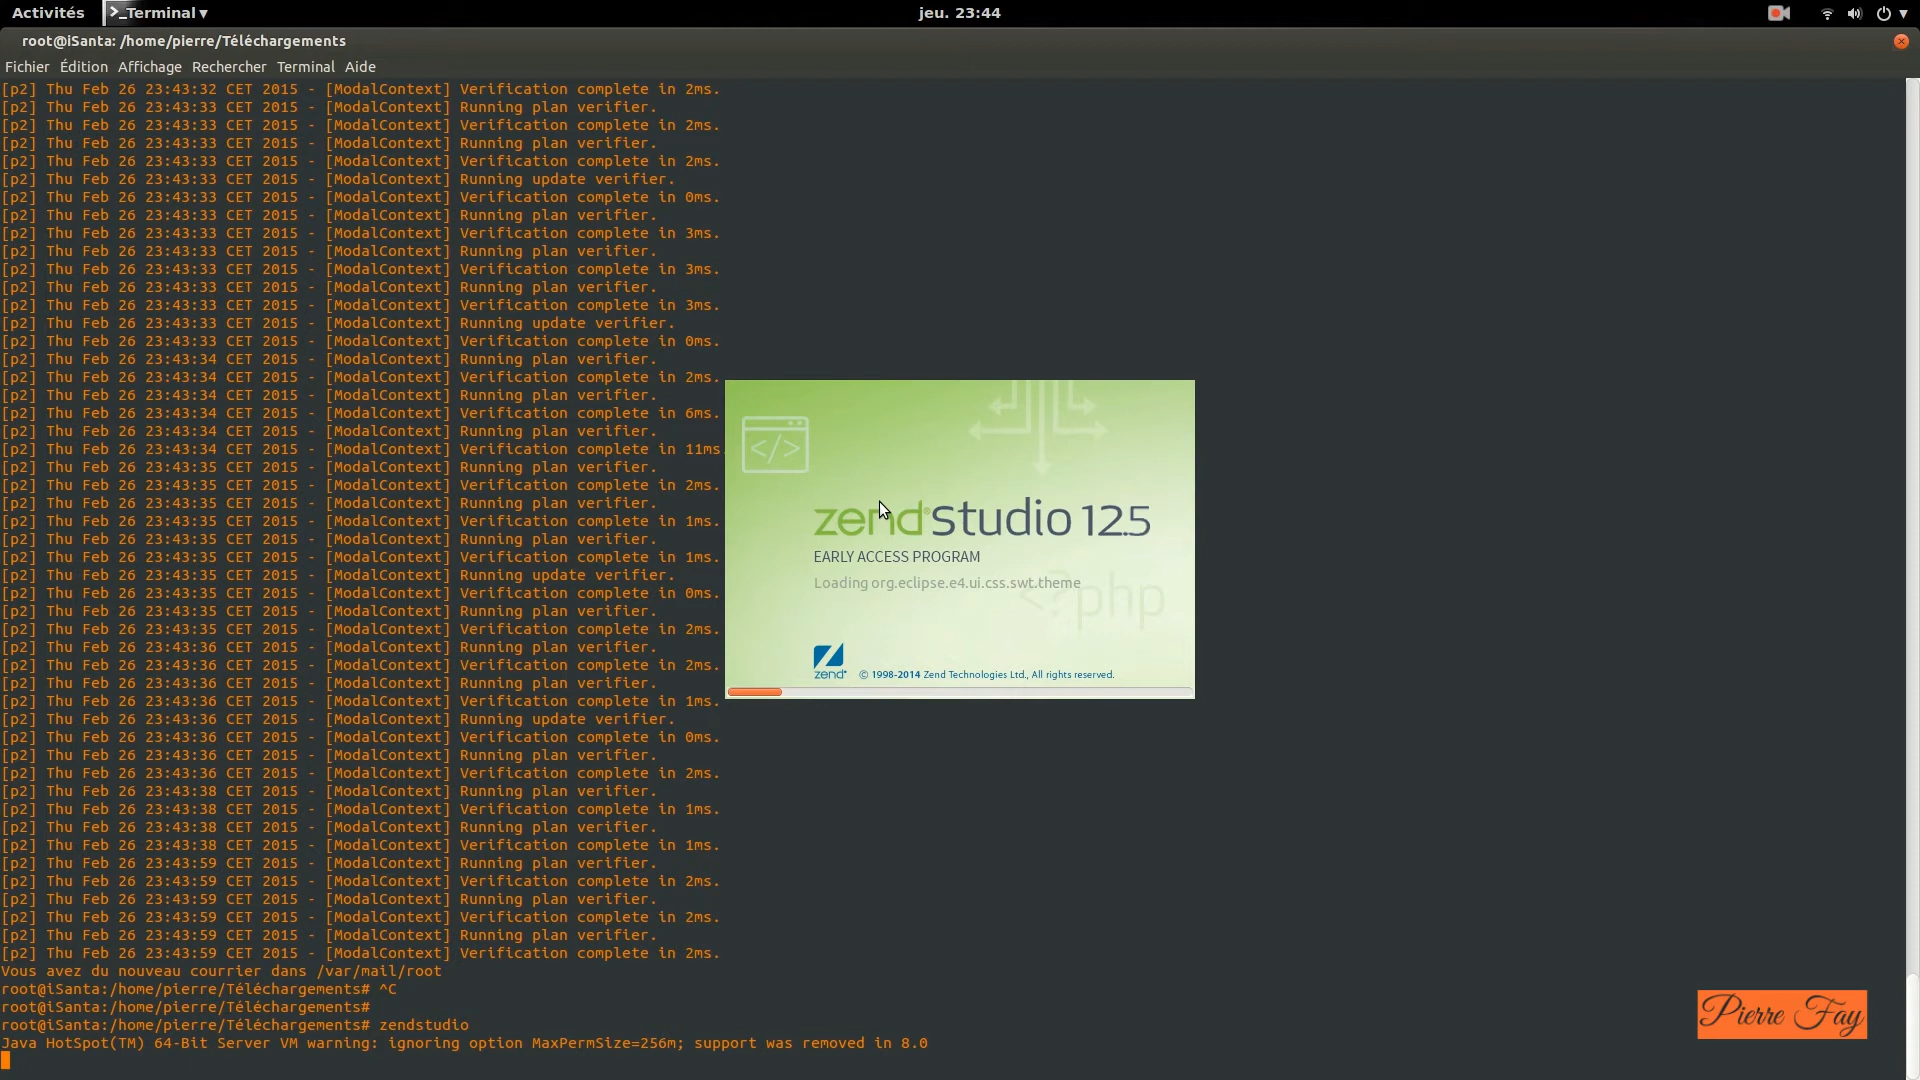 Activités
>_Terminal ▾
jeu. 23:44
root@iSanta: /home/pierre/Téléchargements
Fichier Édition Affichage Rechercher Terminal Aide
[p2] Thu Feb 26 23:43:32 CET 2015 - [ModalContext] Verification complete in 2ms.
[p2] Thu Feb 26 23:43:33 CET 2015 - [ModalContext] Running plan verifier.
[p2] Thu Feb 26 23:43:33 CET 2015 - [ModalContext] Verification complete in 2ms.
[p2] Thu Feb 26 23:43:33 CET 2015 - [ModalContext] Running plan verifier.
[p2] Thu Feb 26 23:43:33 CET 2015 - [ModalContext] Verification complete in 2ms.
[p2] Thu Feb 26 23:43:33 CET 2015 - [ModalContext] Running update verifier.
[p2] Thu Feb 26 23:43:33 CET 2015 - [ModalContext] Verification complete in 0ms.
[p2] Thu Feb 26 23:43:33 CET 2015 - [ModalContext] Running plan verifier.
[p2] Thu Feb 26 23:43:33 CET 2015 - [ModalContext] Verification complete in 3ms.
[p2] Thu Feb 26 23:43:33 CET 2015 - [ModalContext] Running plan verifier.
[p2] Thu Feb 26 23:43:33 CET 2015 - [ModalContext] Verification complete in 3ms.
[p2] Thu Feb 26 23:43:33 CET 2015 - [ModalContext] Running plan verifier.
[p2] Thu Feb 26 23:43:33 CET 2015 - [ModalContext] Verification complete in 3ms.
[p2] Thu Feb 26 23:43:33 CET 2015 - [ModalContext] Running update verifier.
[p2] Thu Feb 26 23:43:33 CET 2015 - [ModalContext] Verification complete in 0ms.
[p2] Thu Feb 26 23:43:34 CET 2015 - [ModalContext] Running plan verifier.
[p2] Thu Feb 26 23:43:34 CET 2015 - [ModalContext] Verification complete in 2ms.
[p2] Thu Feb 26 23:43:34 CET 2015 - [ModalContext] Running plan verifier.
[p2] Thu Feb 26 23:43:34 CET 2015 - [ModalContext] Verification complete in 6ms.
[p2] Thu Feb 26 23:43:34 CET 2015 - [ModalContext] Running plan verifier.
[p2] Thu Feb 26 23:43:34 CET 2015 - [ModalContext] Verification complete in 11ms.
[p2] Thu Feb 26 23:43:35 CET 2015 - [ModalContext] Running plan verifier.
[p2] Thu Feb 26 23:43:35 CET 2015 - [ModalContext] Verification complete in 2ms.
[p2] Thu Feb 26 23:43:35 CET 2015 - [ModalContext] Running plan verifier.
[p2] Thu Feb 26 23:43:35 CET 2015 - [ModalContext] Verification complete in 1ms.
[p2] Thu Feb 26 23:43:35 CET 2015 - [ModalContext] Running plan verifier.
[p2] Thu Feb 26 23:43:35 CET 2015 - [ModalContext] Verification complete in 1ms.
[p2] Thu Feb 26 23:43:35 CET 2015 - [ModalContext] Running update verifier.
[p2] Thu Feb 26 23:43:35 CET 2015 - [ModalContext] Verification complete in 0ms.
[p2] Thu Feb 26 23:43:35 CET 2015 - [ModalContext] Running plan verifier.
[p2] Thu Feb 26 23:43:35 CET 2015 - [ModalContext] Verification complete in 2ms.
[p2] Thu Feb 26 23:43:36 CET 2015 - [ModalContext] Running plan verifier.
[p2] Thu Feb 26 23:43:36 CET 2015 - [ModalContext] Verification complete in 2ms.
[p2] Thu Feb 26 23:43:36 CET 2015 - [ModalContext] Running plan verifier.
[p2] Thu Feb 26 23:43:36 CET 2015 - [ModalContext] Verification complete in 1ms.
[p2] Thu Feb 26 23:43:36 CET 2015 - [ModalContext] Running update verifier.
[p2] Thu Feb 26 23:43:36 CET 2015 - [ModalContext] Verification complete in 0ms.
[p2] Thu Feb 26 23:43:36 CET 2015 - [ModalContext] Running plan verifier.
[p2] Thu Feb 26 23:43:36 CET 2015 - [ModalContext] Verification complete in 2ms.
[p2] Thu Feb 26 23:43:38 CET 2015 - [ModalContext] Running plan verifier.
[p2] Thu Feb 26 23:43:38 CET 2015 - [ModalContext] Verification complete in 1ms.
[p2] Thu Feb 26 23:43:38 CET 2015 - [ModalContext] Running plan verifier.
[p2] Thu Feb 26 23:43:38 CET 2015 - [ModalContext] Verification complete in 1ms.
[p2] Thu Feb 26 23:43:59 CET 2015 - [ModalContext] Running plan verifier.
[p2] Thu Feb 26 23:43:59 CET 2015 - [ModalContext] Verification complete in 2ms.
[p2] Thu Feb 26 23:43:59 CET 2015 - [ModalContext] Running plan verifier.
[p2] Thu Feb 26 23:43:59 CET 2015 - [ModalContext] Verification complete in 2ms.
[p2] Thu Feb 26 23:43:59 CET 2015 - [ModalContext] Running plan verifier.
[p2] Thu Feb 26 23:43:59 CET 2015 - [ModalContext] Verification complete in 2ms.
Vous avez du nouveau courrier dans /var/mail/root
root@iSanta:/home/pierre/Téléchargements# ^C
root@iSanta:/home/pierre/Téléchargements#
root@iSanta:/home/pierre/Téléchargements# zendstudio
Java HotSpot(TM) 64-Bit Server VM warning: ignoring option MaxPermSize=256m; support was removed in 8.0
</>
zend® Studio 12.5
EARLY ACCESS PROGRAM
Loading org.eclipse.e4.ui.css.swt.theme
<?php
zend®
© 1998-2014 Zend Technologies Ltd., All rights reserved.
Pierre Fay